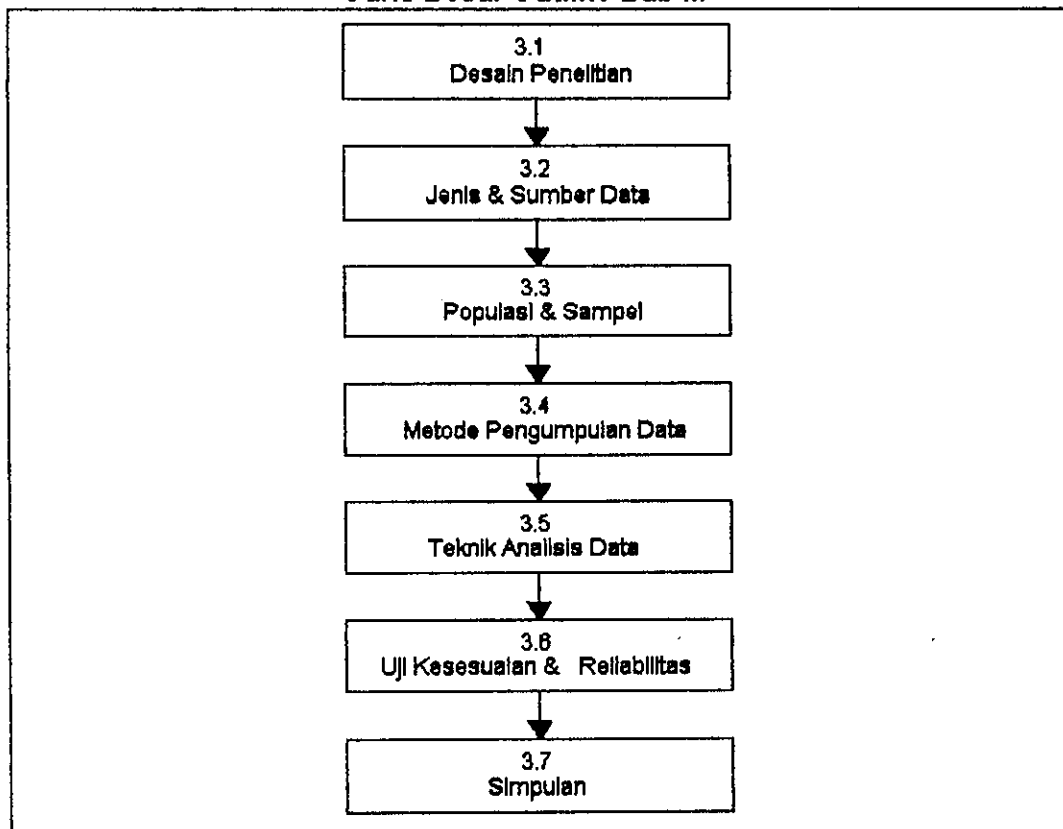 3.1
Desain Penelitian
3.2
Jenis & Sumber Data
3.3
Populasi & Sampel
3.4
Metode Pengumpulan Data
3.5
Teknik Analisis Data
3.6
Uji Kesesuaian & Reliabilitas
3.7
Simpulan